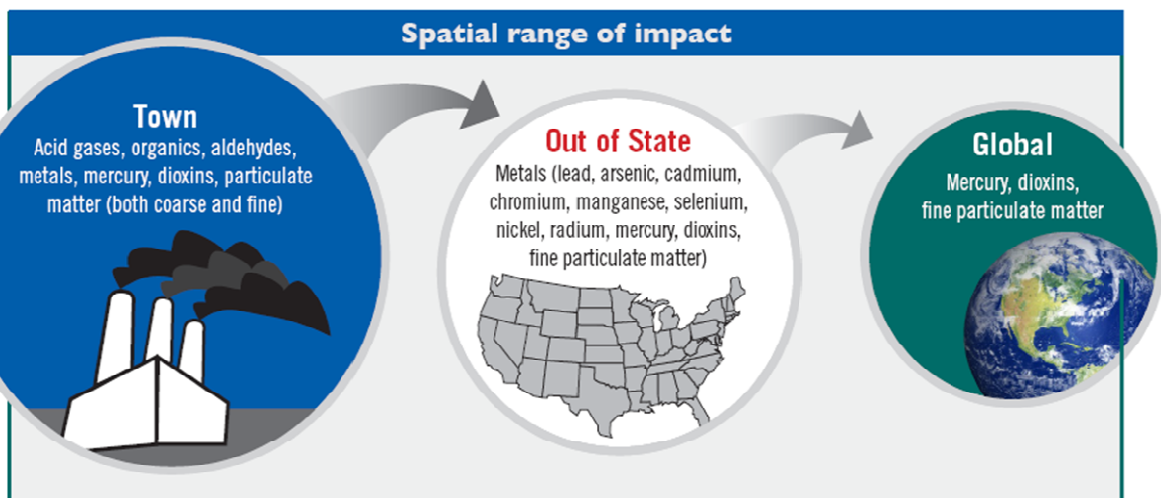 Spatial range of impact
Town
Acid gases, organics, aldehydes,
metals, mercury, dioxins, particulate
matter (both coarse and fine)
Out of State
Metals (lead, arsenic, cadmium,
chromium, manganese, selenium,
nickel, radium, mercury, dioxins,
fine particulate matter)
Global
Mercury, dioxins,
fine particulate matter